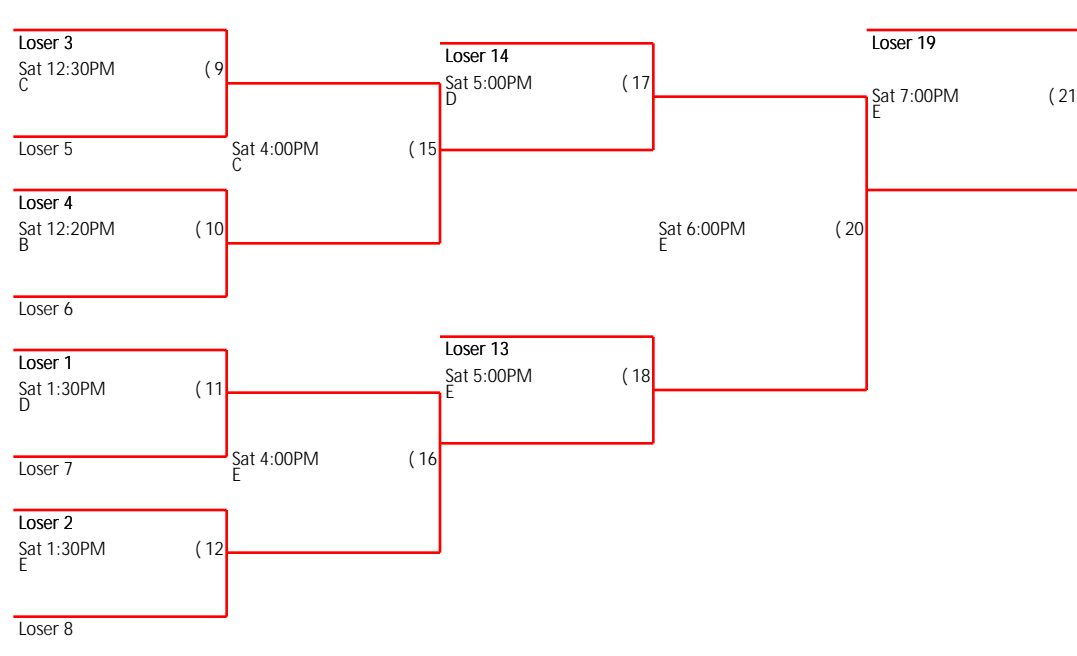 Loser 3
Sat 12:30PM ( 9
C
Loser 5
Sat 4:00PM ( 15
C
Loser 4
Sat 12:20PM ( 10
B
Loser 6
Loser 1
Sat 1:30PM ( 11
D
Loser 7
Sat 4:00PM ( 16
E
Loser 2
Sat 1:30PM ( 12
E
Loser 8
Loser 14
Sat 5:00PM ( 17
D
Loser 13
Sat 5:00PM ( 18
E
Sat 6:00PM ( 20
E
Loser 19
Sat 7:00PM ( 21
E